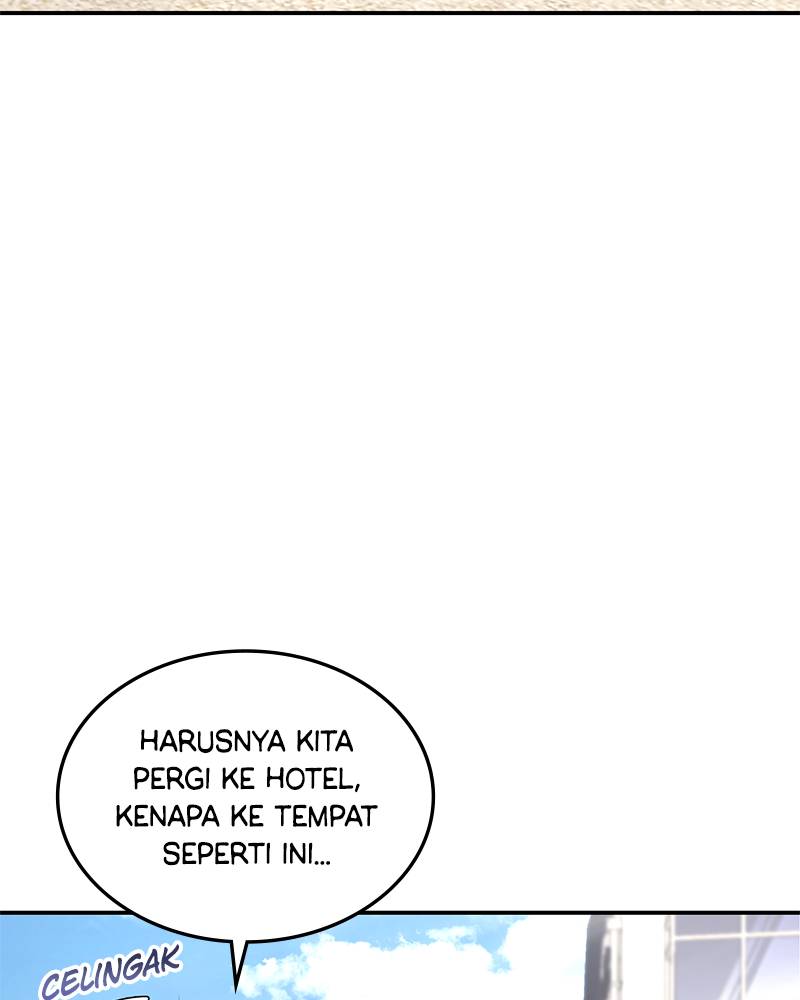 HARUSNYA KITA
PERGI KE HOTEL,
KENAPA KE TEMPAT
SEPERTI INI...
CELINGAK